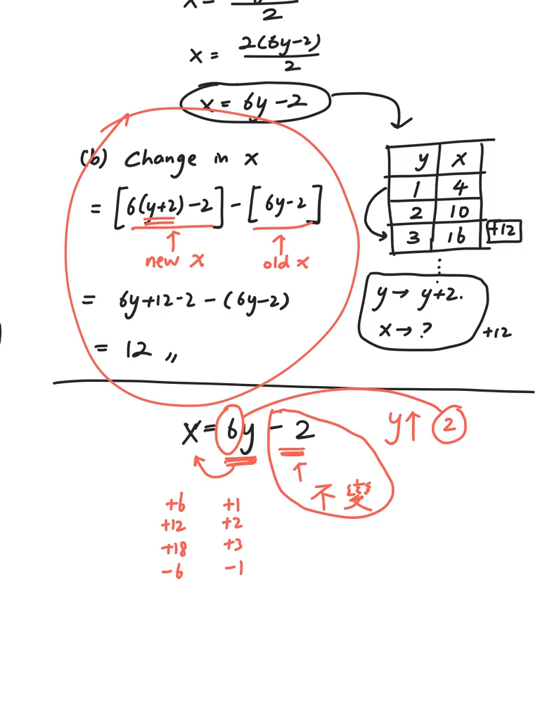 2
x = 2(6y-2)/2
x = 6y-2
(b) Change in x
= [6(y+2)-2] - [6y-2]
new x
old x
= 6y+12-2-(6y-2)
= 12
y x
1 4
2 10
3 16 +12
y → y+2.
x → ? +12
x = 6y - 2
y↑ 2
不变
+6 +1
+12 +2
+18 +3
-6 -1